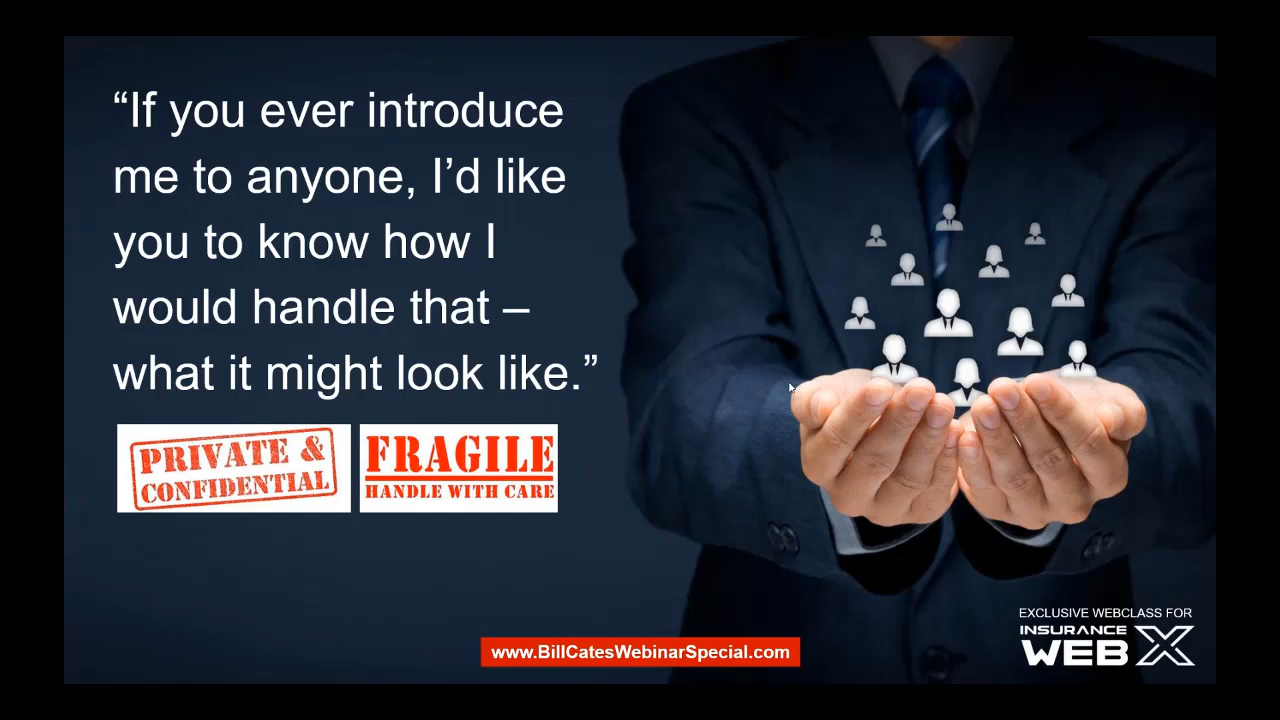 “If you ever introduce
me to anyone, I’d like
you to know how I
would handle that –
what it might look like.”
PRIVATE &
CONFIDENTIAL
FRAGILE
HANDLE WITH CARE
www.BillCatesWebinarSpecial.com
EXCLUSIVE WEBCLASS FOR
INSURANCE
WEB X